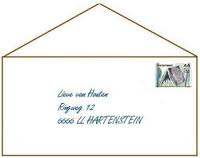 Lieve van Houten
Ringweg 12
6666 LL HARTENSTEIN